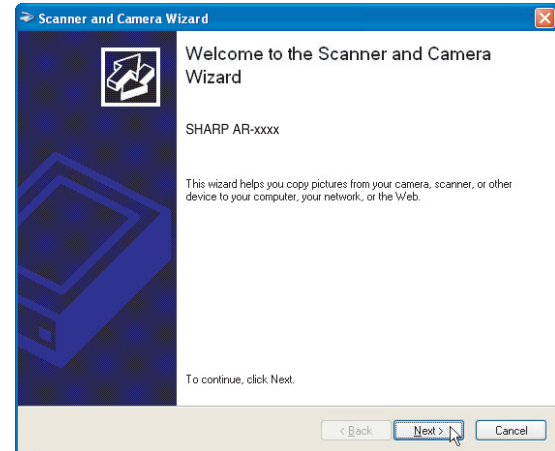 Scanner and Camera Wizard
Welcome to the Scanner and Camera
Wizard
SHARP AR-xxxx
This wizard helps you copy pictures from your camera, scanner, or other
device to your computer, your network, or the Web.
To continue, click Next.
< Back
Next >
Cancel